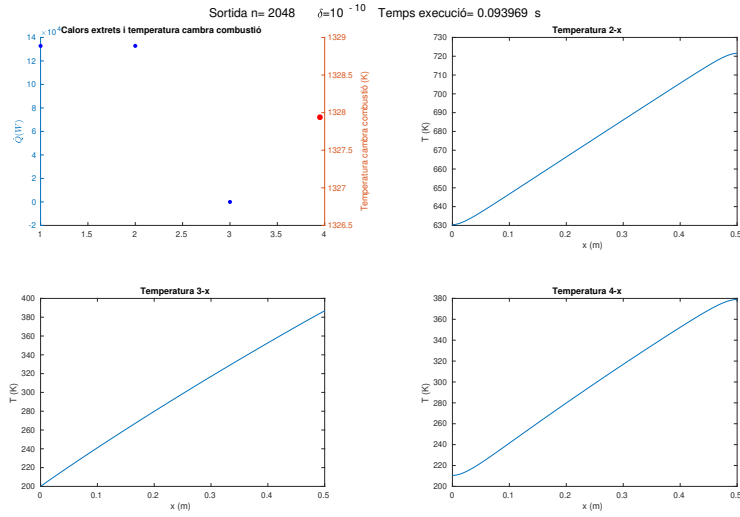 Sortida n= 2048 δ=10^-10 Temps execució= 0.093969 s
×10^4 Calors extrets i temperatura cambra combustió
14
12
10
8
6
4
2
0
-2
Q̇(W)
1 1.5 2 2.5 3 3.5 4
1329
1328.5
1328
1327.5
1327
1326.5
Temperatura cambra combustió (K)
Temperatura 2-x
730
720
710
700
690
680
670
660
650
640
630
T (K)
0 0.1 0.2 0.3 0.4 0.5
x (m)
Temperatura 3-x
400
380
360
340
320
300
280
260
240
220
200
T (K)
0 0.1 0.2 0.3 0.4 0.5
x (m)
Temperatura 4-x
380
360
340
320
300
280
260
240
220
200
T (K)
0 0.1 0.2 0.3 0.4 0.5
x (m)